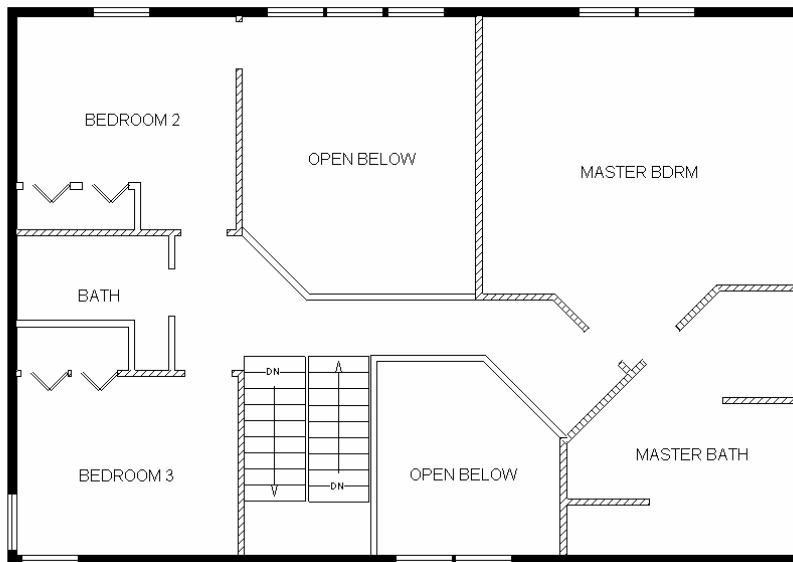 BEDROOM 2
OPEN BELOW
MASTER BDRM
BATH
DN
DN
MASTER BATH
BEDROOM 3
OPEN BELOW